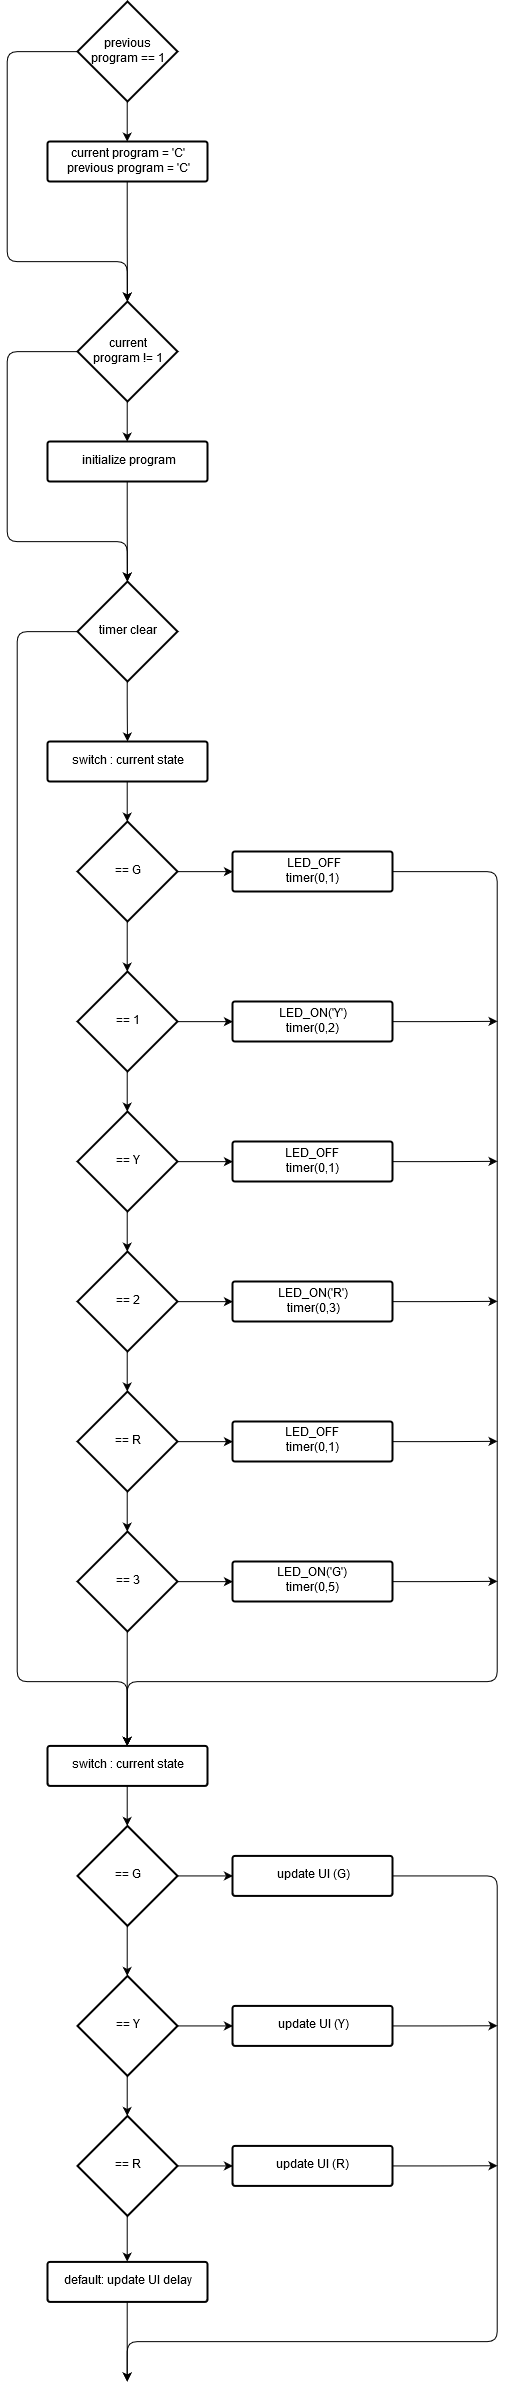 previous
program == 1
current program = 'C'
previous program = 'C'
current
program != 1
initialize program
timer clear
switch : current state
== G
LED_OFF
timer(0,1)
== 1
LED_ON('Y')
timer(0,2)
== Y
LED_OFF
timer(0,1)
== 2
LED_ON('R')
timer(0,3)
== R
LED_OFF
timer(0,1)
== 3
LED_ON('G')
timer(0,5)
switch : current state
== G
update UI (G)
== Y
update UI (Y)
== R
update UI (R)
default: update UI delay